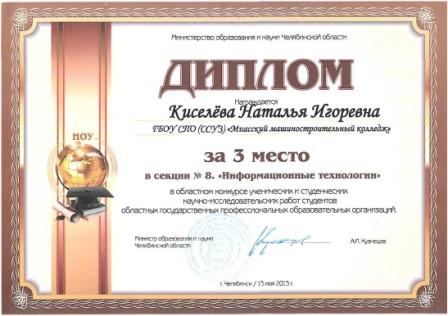 Министерство образования и науки Челябинской области
ДИПЛОМ
Награждается
Киселёва Наталья Игоревна
ГБОУ СПО (ССУЗ) «Миасский машиностроительный колледж»
НОУ
за 3 место
в секции № 8. «Информационные технологии»
в областном конкурсе ученических и студенческих
научно-исследовательских работ студентов
областных государственных профессиональных образовательных организаций.
Министр образования и науки
Челябинской области
А.И. Кузнецов
г. Челябинск / 15 мая 2015 г.